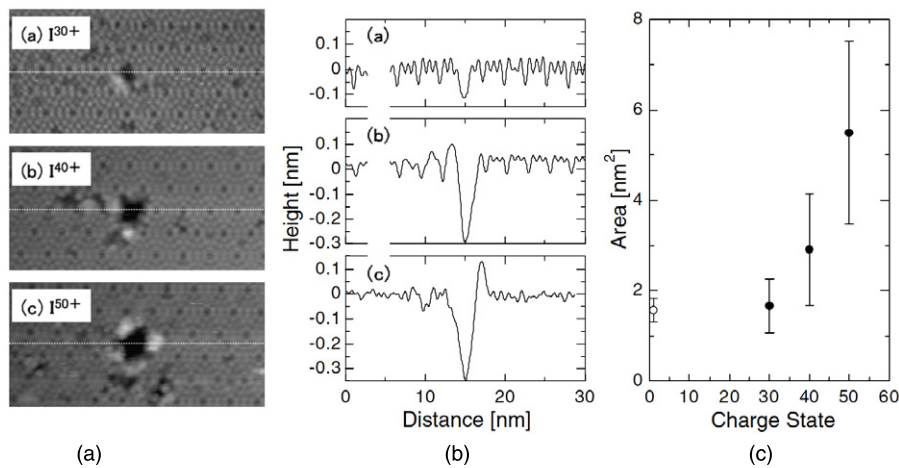 (a) I30+
(b) I40+
(c) I50+
(a)
Height [nm]
(a)
0.1
0
-0.1
(b)
0.1
0
-0.1
-0.2
-0.3
(c)
0.1
0
-0.1
-0.2
-0.3
0 10 20 30
Distance [nm]
(b)
Area [nm2]
8
6
4
2
0
0 10 20 30 40 50 60
Charge State
(c)